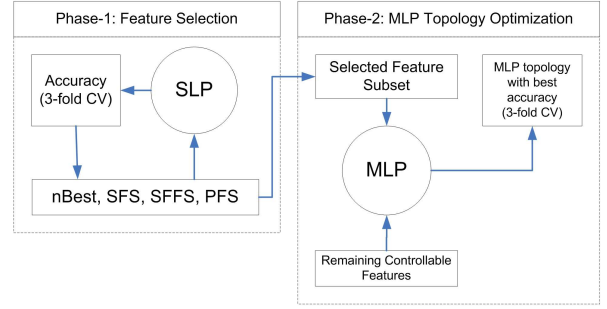 Phase-1: Feature Selection
Accuracy
(3-fold CV)
SLP
nBest, SFS, SFFS, PFS
Phase-2: MLP Topology Optimization
Selected Feature
Subset
MLP topology
with best
accuracy
(3-fold CV)
MLP
Remaining Controllable
Features